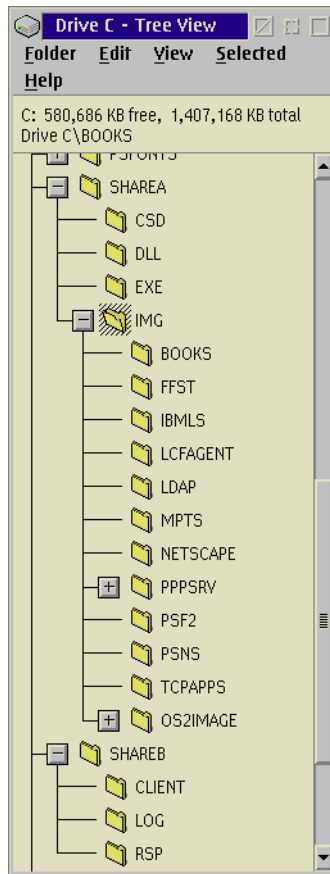 Drive C - Tree View
Folder Edit View Selected
Help
C: 580,686 KB free, 1,407,168 KB total
Drive C\BOOKS
PSFONTS
SHAREA
CSD
DLL
EXE
IMG
BOOKS
FFST
IBMLS
LCFAGENT
LDAP
MPTS
NETSCAPE
PPPSRV
PSF2
PSNS
TCPAPPS
OS2IMAGE
SHAREB
CLIENT
LOG
RSP